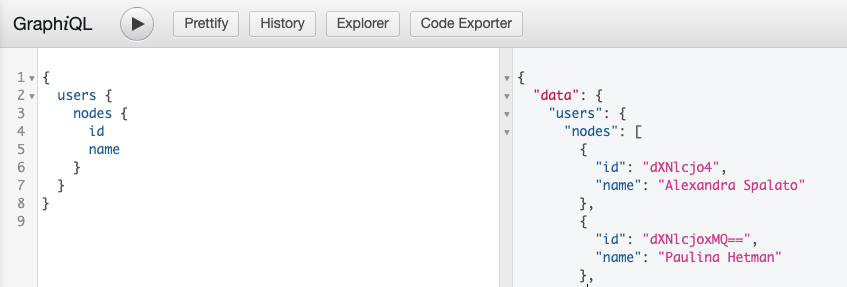 GraphiQL Prettify History Explorer Code Exporter
1 {
2 users {
3 nodes {
4 id
5 name
6 }
7 }
8 }
9
{
"data": {
"users": {
"nodes": [
{
"id": "dXNlcjo4",
"name": "Alexandra Spalato"
},
{
"id": "dXNlcjoxMQ==",
"name": "Paulina Hetman"
},